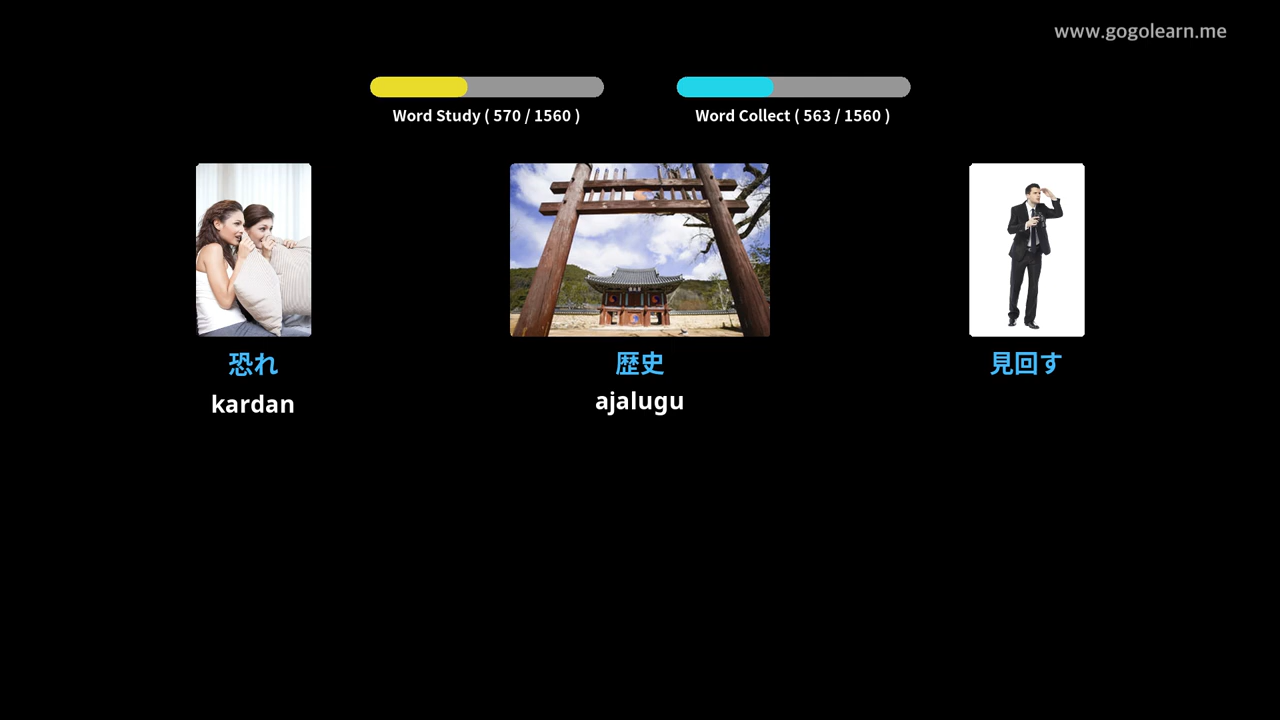 www.gogolearn.me
Word Study ( 570 / 1560 )
Word Collect ( 563 / 1560 )
恐れ
kardan
歴史
ajalugu
見回す